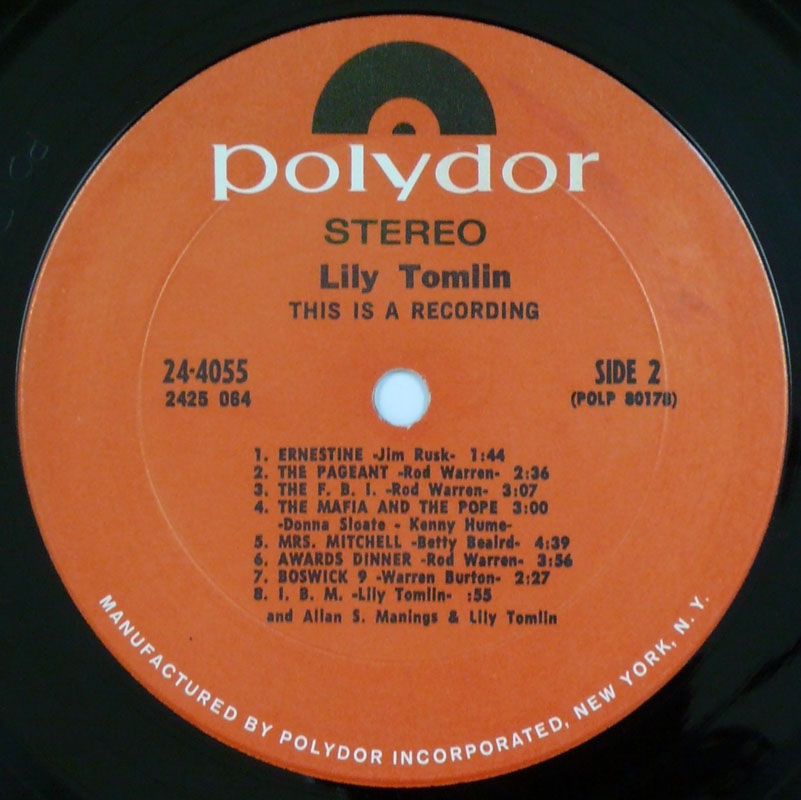 polydor
STEREO
Lily Tomlin
THIS IS A RECORDING
24-4055
2425 064
SIDE 2
(POLP 80178)
1. ERNESTINE -Jim Rusk- 1:44
2. THE PAGEANT -Rod Warren- 2:36
3. THE F. B. I. -Rod Warren- 3:07
4. THE MAFIA AND THE POPE 3:00
-Donna Sloate - Kenny Hume-
5. MRS. MITCHELL -Betty Beaird- 4:39
6. AWARDS DINNER -Rod Warren- 3:56
7. BOSWICK 9 -Warren Burton- 2:27
8. I. B. M. -Lily Tomlin- :55
and Allan S. Manings & Lily Tomlin
MANUFACTURED BY POLYDOR INCORPORATED, NEW YORK, N. Y.